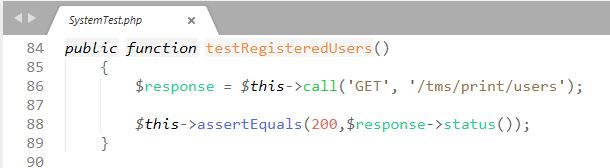 SystemTest.php ×
84 public function testRegisteredUsers()
85 {
86 $response = $this->call('GET', '/tms/print/users');
87
88 $this->assertEquals(200,$response->status());
89 }
90